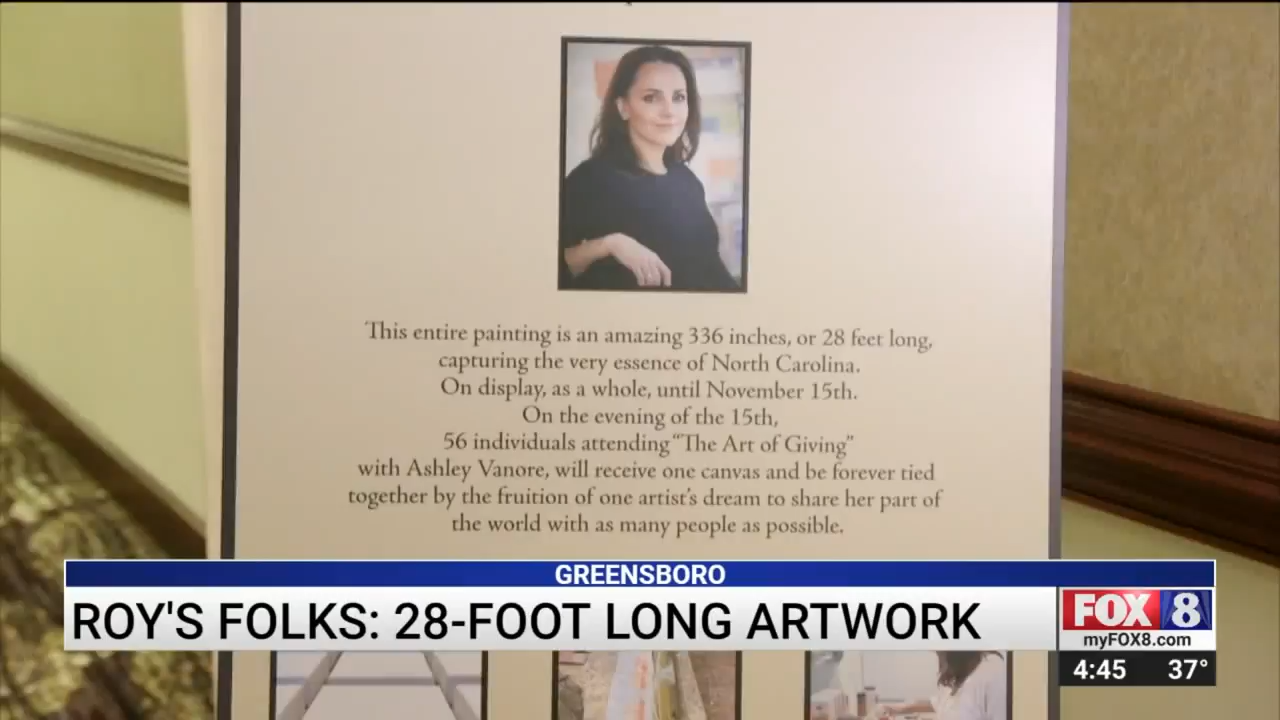 This entire painting is an amazing 336 inches, or 28 feet long,
capturing the very essence of North Carolina.
On display, as a whole, until November 15th.
On the evening of the 15th,
56 individuals attending “The Art of Giving”
with Ashley Vanore, will receive one canvas and be forever tied
together by the fruition of one artist's dream to share her part of
the world with as many people as possible.
GREENSBORO
ROY'S FOLKS: 28-FOOT LONG ARTWORK
FOX 8
myFOX8.com
4:45 37°